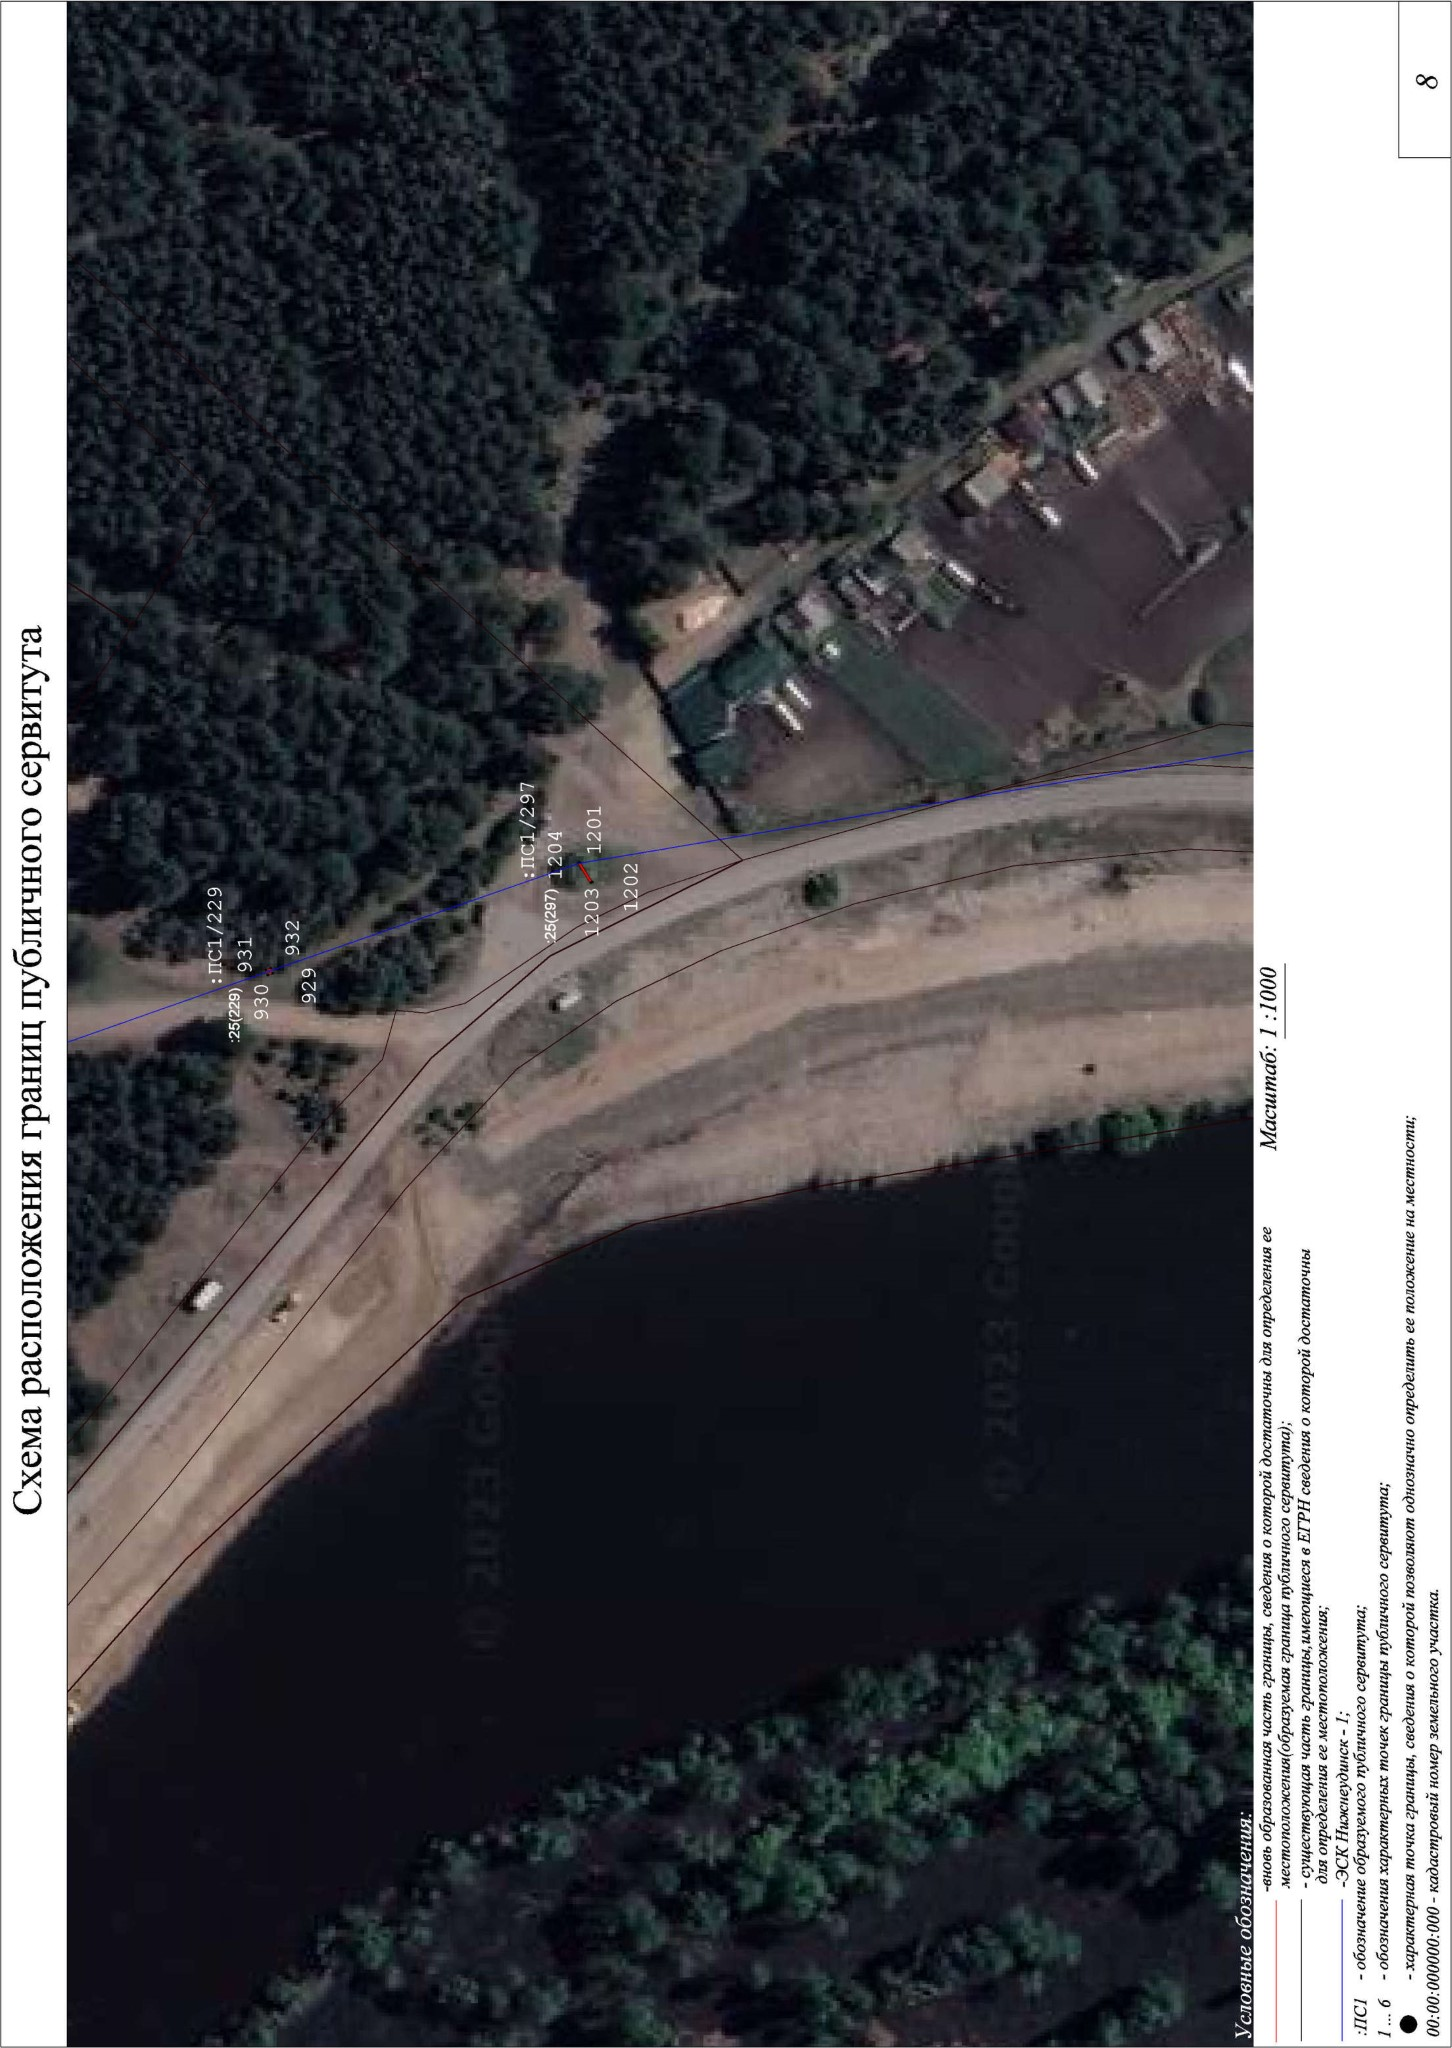 Схема расположения границ публичного сервитута
:ПС1/229
:25(229) 931
930 932
929
:ПС1/297
:25(297) 1204
1203 1201
1202
© 2023 Goog
© 2023 Goog
Условные обозначения:
-вновь образованная часть границы, сведения о которой достаточны для определения ее
местоположения(образуемая граница публичного сервитута);
- существующая часть границы,имеющиеся в ЕГРН сведения о которой достаточны
для определения ее местоположения;
-ЭСК Нижнеудинск - 1;
:ПС1 - обозначение образуемого публичного сервитута;
1 ... 6 - обозначения характерных точек границы публичного сервитута;
- характерная точка границы, сведения о которой позволяют однозначно определить ее положение на местности;
00:00:000000:000 - кадастровый номер земельного участка.
Масштаб: 1 :1000
8